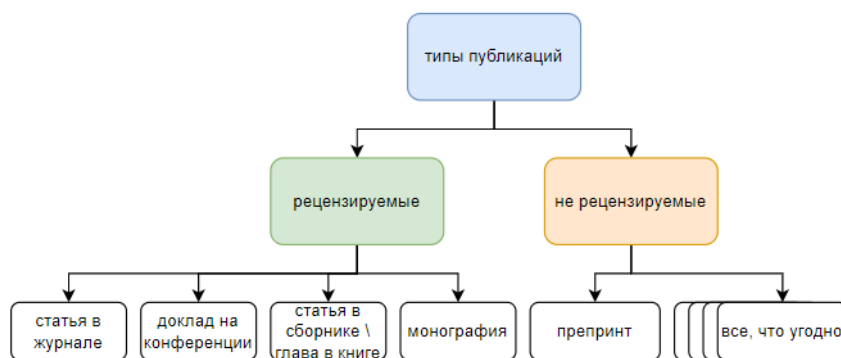 типы публикаций
рецензируемые
не рецензируемые
статья в
журнале
доклад на
конференции
статья в
сборнике \
глава в книге
монография
препринт
все, что угодно